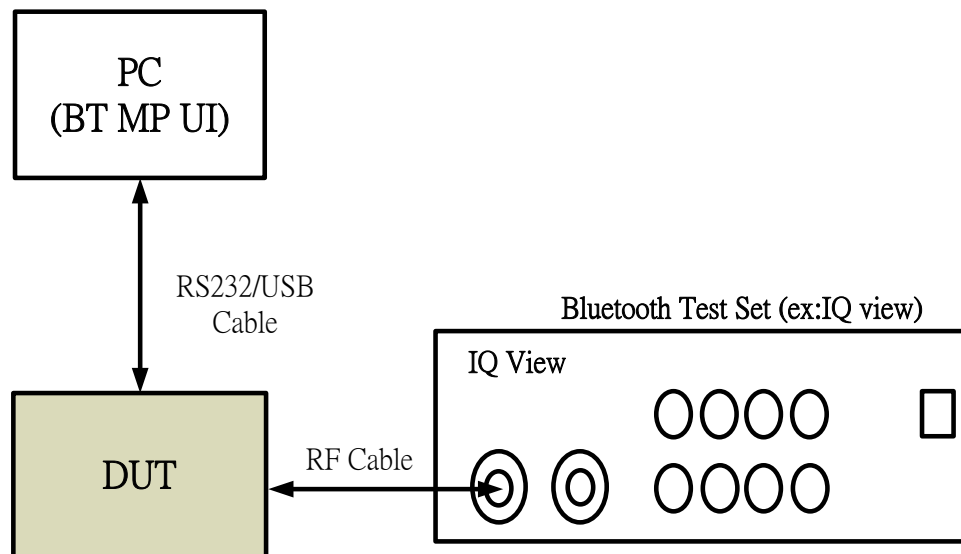 PC
(BT MP UI)
RS232/USB
Cable
Bluetooth Test Set (ex:IQ view)
IQ View
DUT
RF Cable